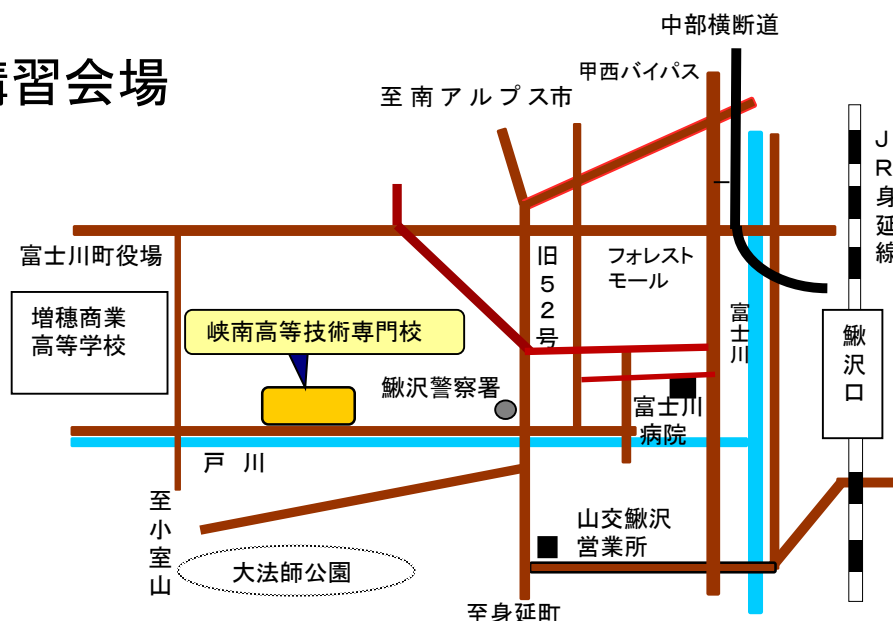 中部横断道
講習会場
甲西バイパス
至南アルプス市
JR身延線
富士川町役場
旧52号
フォレスト
モール
増穂商業
高等学校
峡南高等技術専門校
富士川
鰍沢口
鰍沢警察署
富士川
病院
戸川
至小室山
山交鰍沢
営業所
大法師公園
至身延町